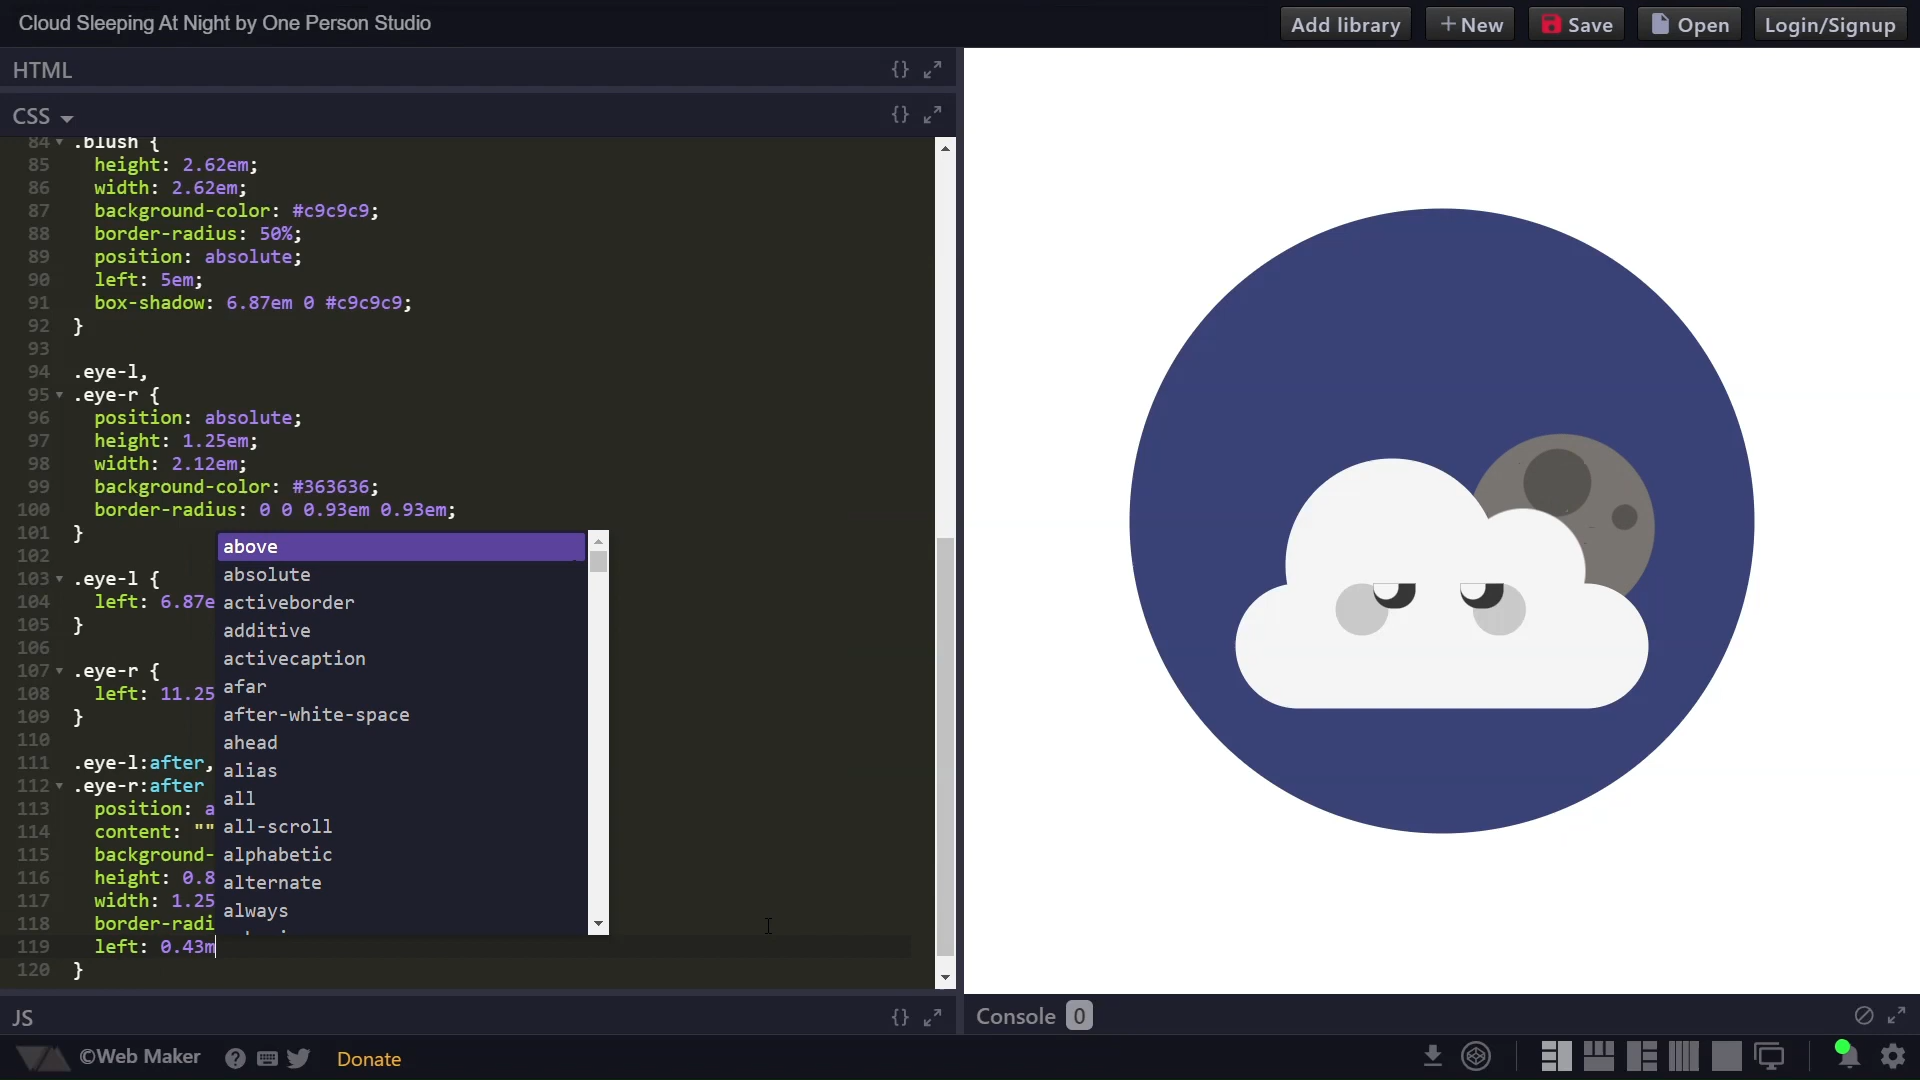 Cloud Sleeping At Night by One Person Studio
Add library
+New
Save
Open
Login/Signup
HTML
{}
CSS
{}
84 .blush {
85 height: 2.62em;
86 width: 2.62em;
87 background-color: #c9c9c9;
88 border-radius: 50%;
89 position: absolute;
90 left: 5em;
91 box-shadow: 6.87em 0 #c9c9c9;
92 }
93
94 .eye-l,
95 .eye-r {
96 position: absolute;
97 height: 1.25em;
98 width: 2.12em;
99 background-color: #363636;
100 border-radius: 0 0 0.93em 0.93em;
101 }
102
103 .eye-l {
104 left: 6.87e
105 }
106
107 .eye-r {
108 left: 11.25
109 }
110
111 .eye-l:after,
112 .eye-r:after
113 position: a
114 content: ""
115 background-
116 height: 0.8
117 width: 1.25
118 border-radi
119 left: 0.43m
120 }
above
absolute
activeborder
additive
activecaption
afar
after-white-space
ahead
alias
all
all-scroll
alphabetic
alternate
always
JS
{}
Console 0
©Web Maker
?
Donate